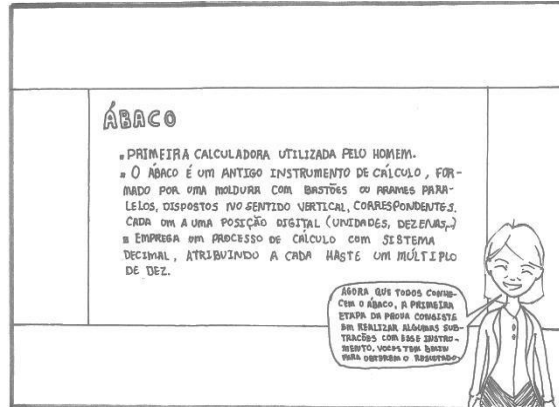 ÁBACO
▪ PRIMEIRA CALCULADORA UTILIZADA PELO HOMEM.
▪ O ÁBACO É UM ANTIGO INSTRUMENTO DE CÁLCULO, FOR-
MADO POR UMA MOLDURA COM BASTÕES OU ARAMES PARA-
LELOS, DISPOSTOS NO SENTIDO VERTICAL, CORRESPONDENTES.
CADA UM A UMA POSIÇÃO DIGITAL (UNIDADES, DEZENAS,..)
▪ EMPREGA UM PROCESSO DE CÁLCULO COM SISTEMA
DECIMAL, ATRIBUINDO A CADA HASTE UM MÚLTIPLO
DE DEZ.
AGORA QUE TODOS CONHE-
CEM O ÁBACO, A PRIMEIRA
ETAPA DA PROVA CONSISTE
EM REALIZAR ALGUMAS SUB-
TRAÇÕES COM ESSE INSTRU-
MENTO. VOCES TEM
PARA OBTEREM O RESULTADO.